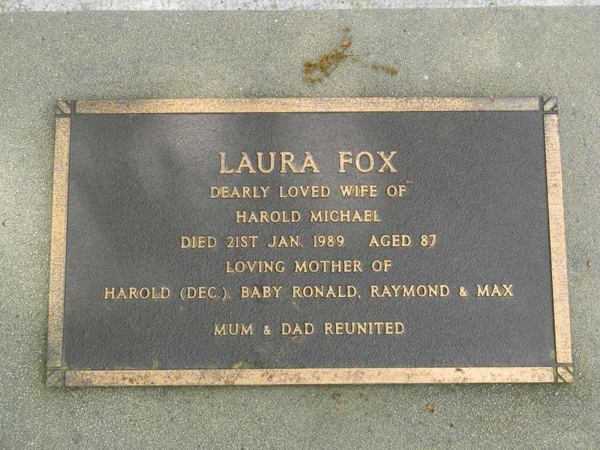 LAURA FOX
DEARLY LOVED WIFE OF
HAROLD MICHAEL
DIED 21ST JAN. 1989 AGED 87
LOVING MOTHER OF
HAROLD (DEC.), BABY RONALD, RAYMOND & MAX
MUM & DAD REUNITED